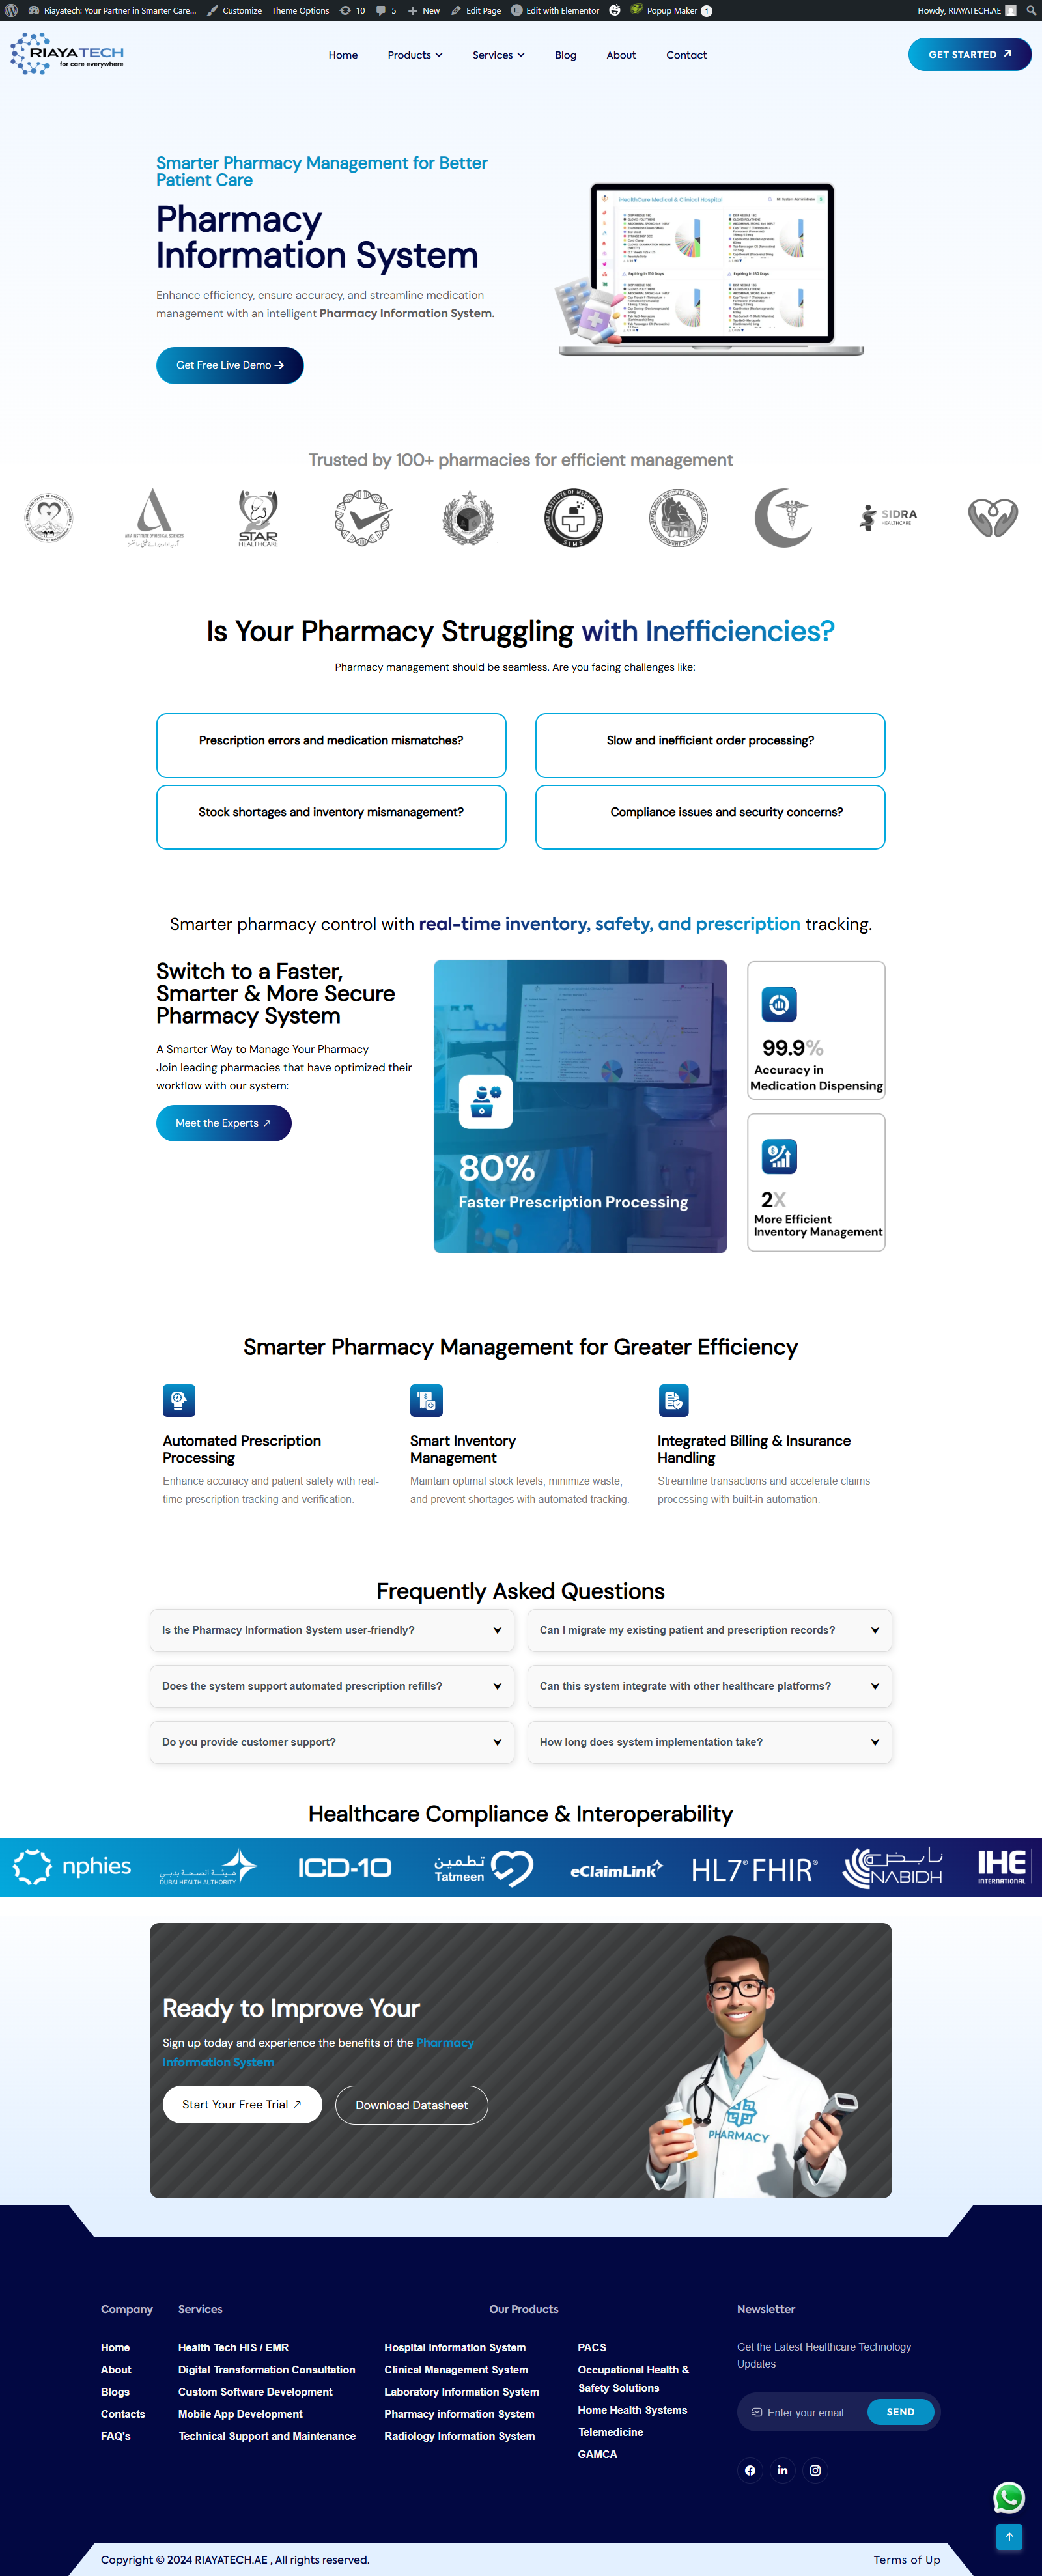 Riayatech: Your Partner in Smarter Care... Customize Theme Options 10 5 New Edit Page Edit with Elementor Popup Maker 1 Howdy, RIAYATECH.AE
RIAYATECH
for care everywhere
Home Products Services Blog About Contact
GET STARTED
Smarter Pharmacy Management for Better
Patient Care
Pharmacy
Information System
Enhance efficiency, ensure accuracy, and streamline medication
management with an intelligent Pharmacy Information System.
Get Free Live Demo
iHealthCure Medical & Clinical Hospital
Trusted by 100+ pharmacies for efficient management
STAR
HEALTHCARE
SIMS
SIDRA
HEALTHCARE
Is Your Pharmacy Struggling with Inefficiencies?
Pharmacy management should be seamless. Are you facing challenges like:
Prescription errors and medication mismatches?
Slow and inefficient order processing?
Stock shortages and inventory mismanagement?
Compliance issues and security concerns?
Smarter pharmacy control with real-time inventory, safety, and prescription tracking.
Switch to a Faster,
Smarter & More Secure
Pharmacy System
A Smarter Way to Manage Your Pharmacy
Join leading pharmacies that have optimized their
workflow with our system:
Meet the Experts
80%
Faster Prescription Processing
99.9%
Accuracy in
Medication Dispensing
2X
More Efficient
Inventory Management
Smarter Pharmacy Management for Greater Efficiency
Automated Prescription
Processing
Enhance accuracy and patient safety with real-
time prescription tracking and verification.
Smart Inventory
Management
Maintain optimal stock levels, minimize waste,
and prevent shortages with automated tracking.
Integrated Billing & Insurance
Handling
Streamline transactions and accelerate claims
processing with built-in automation.
Frequently Asked Questions
Is the Pharmacy Information System user-friendly?
Can I migrate my existing patient and prescription records?
Does the system support automated prescription refills?
Can this system integrate with other healthcare platforms?
Do you provide customer support?
How long does system implementation take?
Healthcare Compliance & Interoperability
nphies
هيئة الصحة بدبي
DUBAI HEALTH AUTHORITY
ICD-10
تطمين
Tatmeen
eClaimLink
HL7® FHIR®
نابض
NABIDH
IHE
INTERNATIONAL
Ready to Improve Your
Sign up today and experience the benefits of the Pharmacy
Information System
Start Your Free Trial
Download Datasheet
PHARMACY
Company
Home
About
Blogs
Contacts
FAQ's
Services
Health Tech HIS / EMR
Digital Transformation Consultation
Custom Software Development
Mobile App Development
Technical Support and Maintenance
Our Products
Hospital Information System
Clinical Management System
Laboratory Information System
Pharmacy information System
Radiology Information System
PACS
Occupational Health &
Safety Solutions
Home Health Systems
Telemedicine
GAMCA
Newsletter
Get the Latest Healthcare Technology
Updates
Enter your email
SEND
Copyright © 2024 RIAYATECH.AE , All rights reserved.
Terms of Up